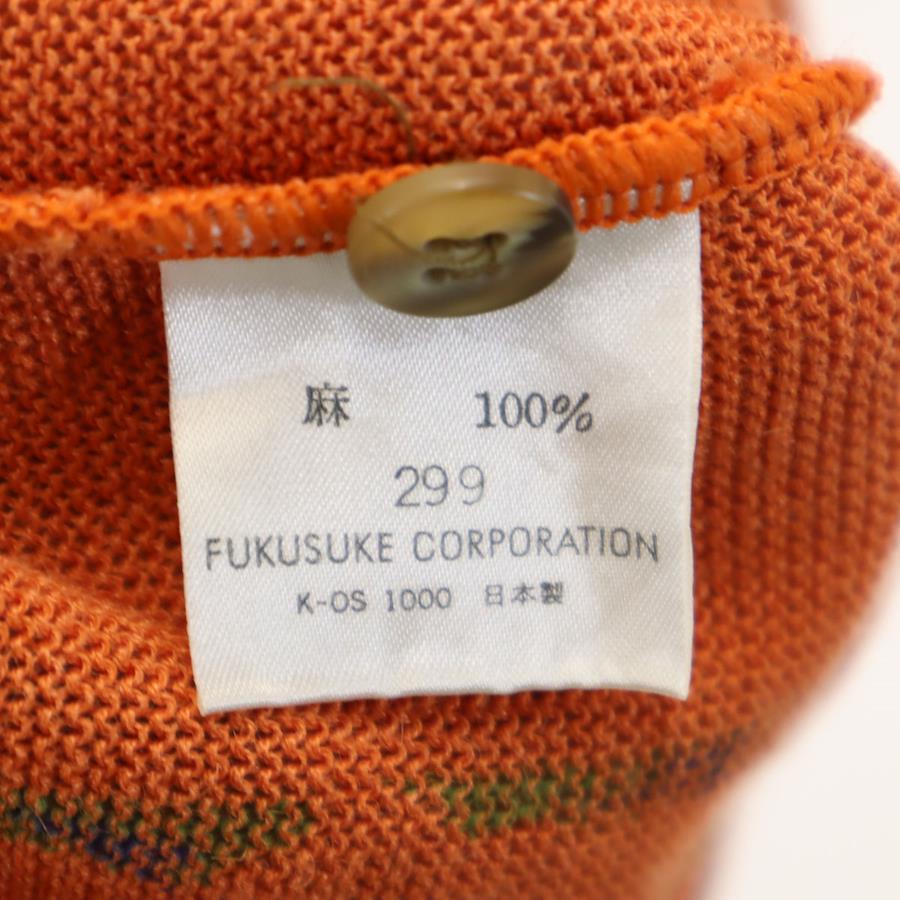 麻 100%
299
FUKUSUKE CORPORATION
K-OS 1000 日本製